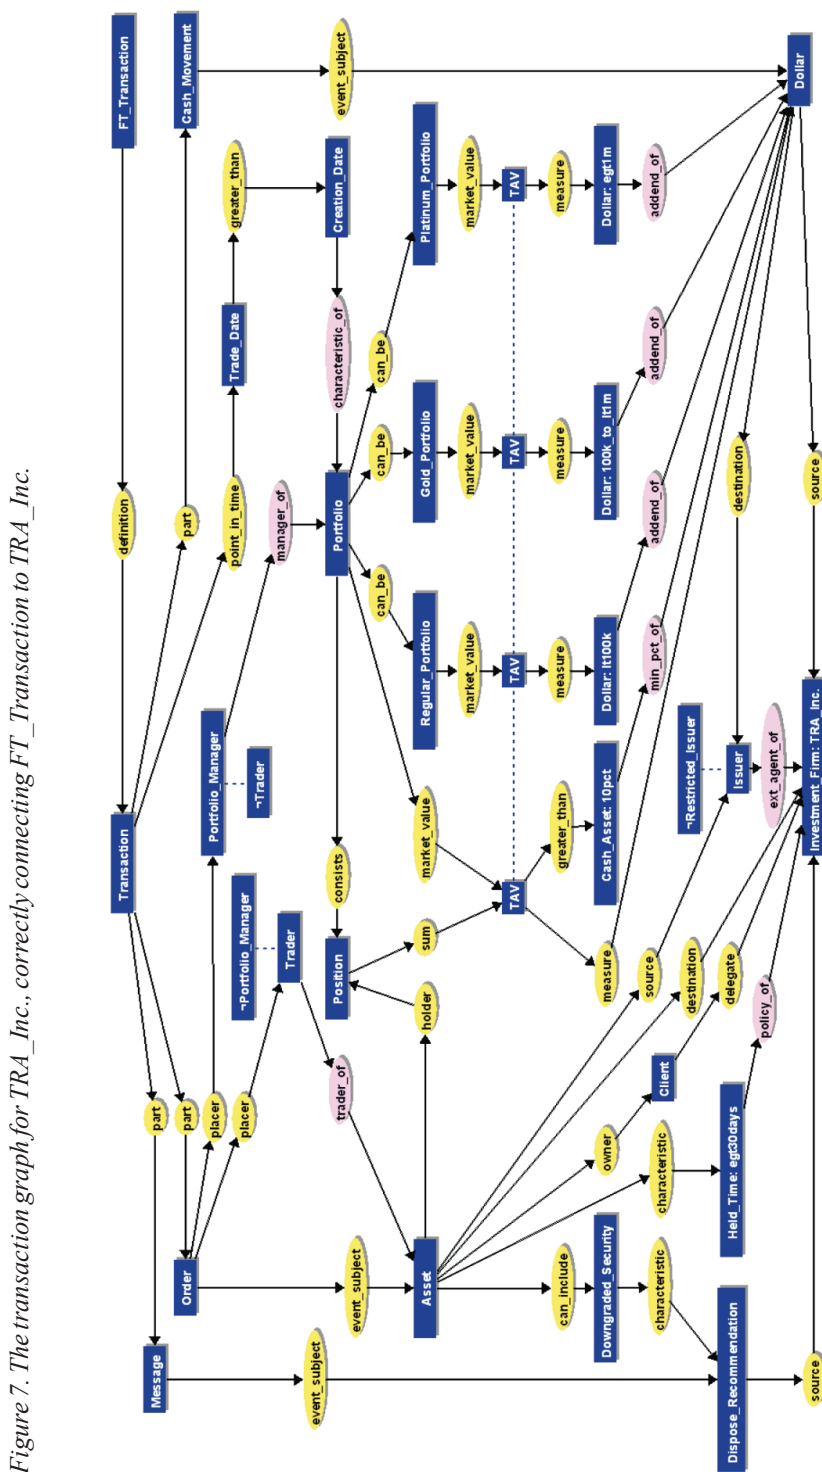 Figure 7. The transaction graph for TRA_Inc., correctly connecting FT_Transaction to TRA_Inc.
FT_Transaction
definition
Transaction
Cash_Movement
part
part
Message
event_subject
greater_than
Trade_Date
point_in_time
Portfolio_Manager
placer
part
Order
manager_of
¬Trader
¬Portfolio_Manager
placer
Creation_Date
characteristic_of
Portfolio
Trader
consists
Position
trader_of
event_subject
event_subject
Platinum_Portfolio
can_be
can_be
Gold_Portfolio
can_be
Regular_Portfolio
market_value
sum
holder
Asset
market_value
market_value
market_value
TAV
TAV
TAV
TAV
measure
measure
measure
greater_than
can_include
Dollar: egt1m
Dollar: 100k_to_lt1m
Dollar: lt100k
Cash_Asset: 10pct
measure
owner
Downgraded_Security
addend_of
addend_of
addend_of
min_pct_of
source
Client
characteristic
characteristic
¬Restricted_Issuer
destination
Held_Time: egt30days
destination
Issuer
delegate
Dispose_Recommendation
ext_agent_of
policy_of
Dollar
source
Investment_Firm: TRA_Inc.
source